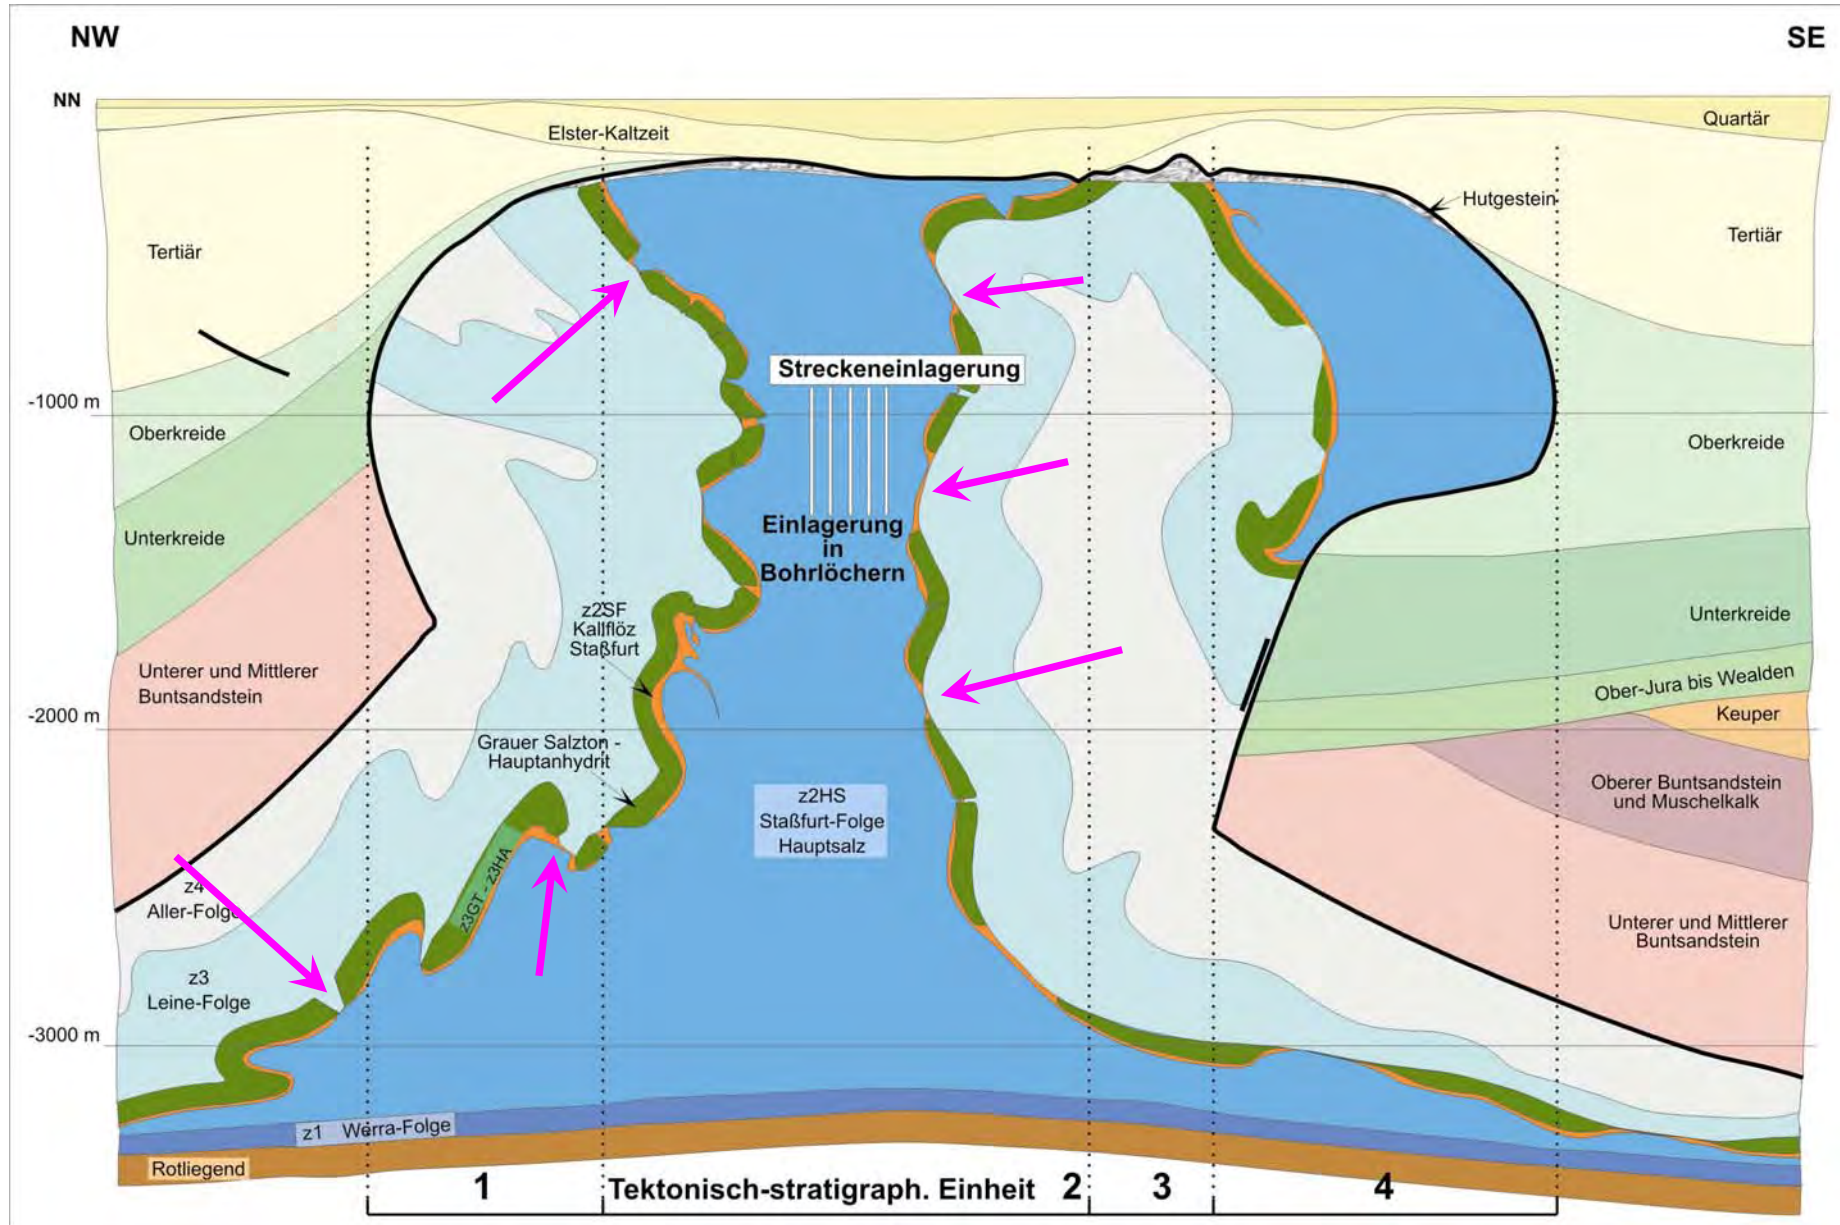 NW
SE
NN
Elster-Kaltzeit
Quartär
Hutgestein
Tertiär
Tertiär
Streckeneinlagerung
-1000 m
Oberkreide
Oberkreide
Einlagerung
in
Bohrlöchern
Unterkreide
z2SF
Kaliflöz
Staßfurt
Unterkreide
Unterer und Mittlerer
Buntsandstein
Ober-Jura bis Wealden
Keuper
-2000 m
Grauer Salzton -
Hauptanhydrit
z2HS
Staßfurt-Folge
Hauptsalz
Oberer Buntsandstein
und Muschelkalk
z3GT - z3HA
z4
Aller-Folge
Unterer und Mittlerer
Buntsandstein
z3
Leine-Folge
-3000 m
z1 Werra-Folge
Rotliegend
1 Tektonisch-stratigraph. Einheit 2 3 4